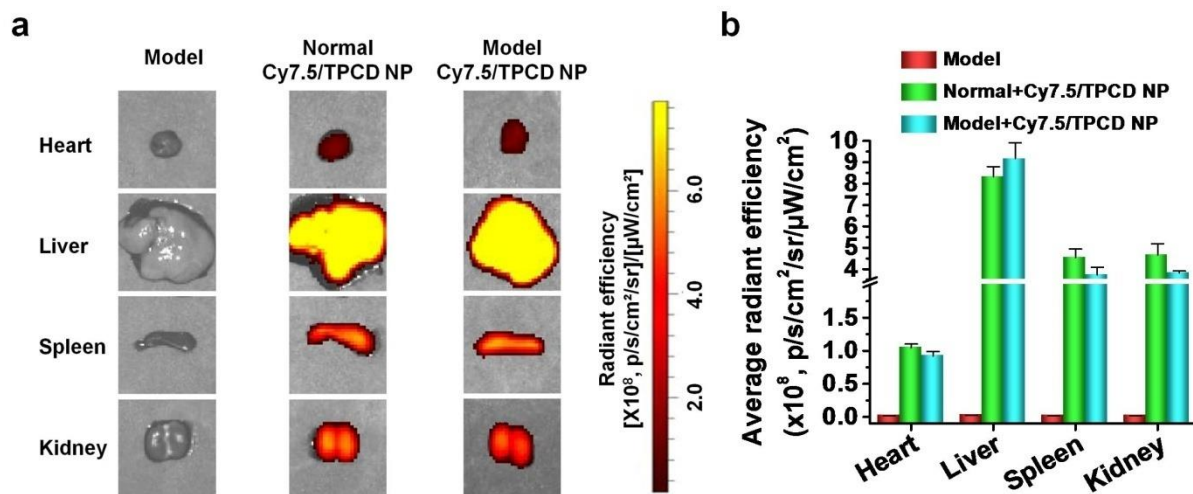 a
Model
Normal
Cy7.5/TPCD NP
Model
Cy7.5/TPCD NP
Heart
Liver
Spleen
Kidney
6.0
4.0
2.0
Radiant efficiency
[X10⁸, p/s/cm²/sr]/[µW/cm²]
b
Model
Normal+Cy7.5/TPCD NP
Model+Cy7.5/TPCD NP
Average radiant efficiency
(x10⁸, p/s/cm²/sr/µW/cm²)
10
9
8
7
6
5
4
1.5
1.0
0.5
0.0
Heart
Liver
Spleen
Kidney